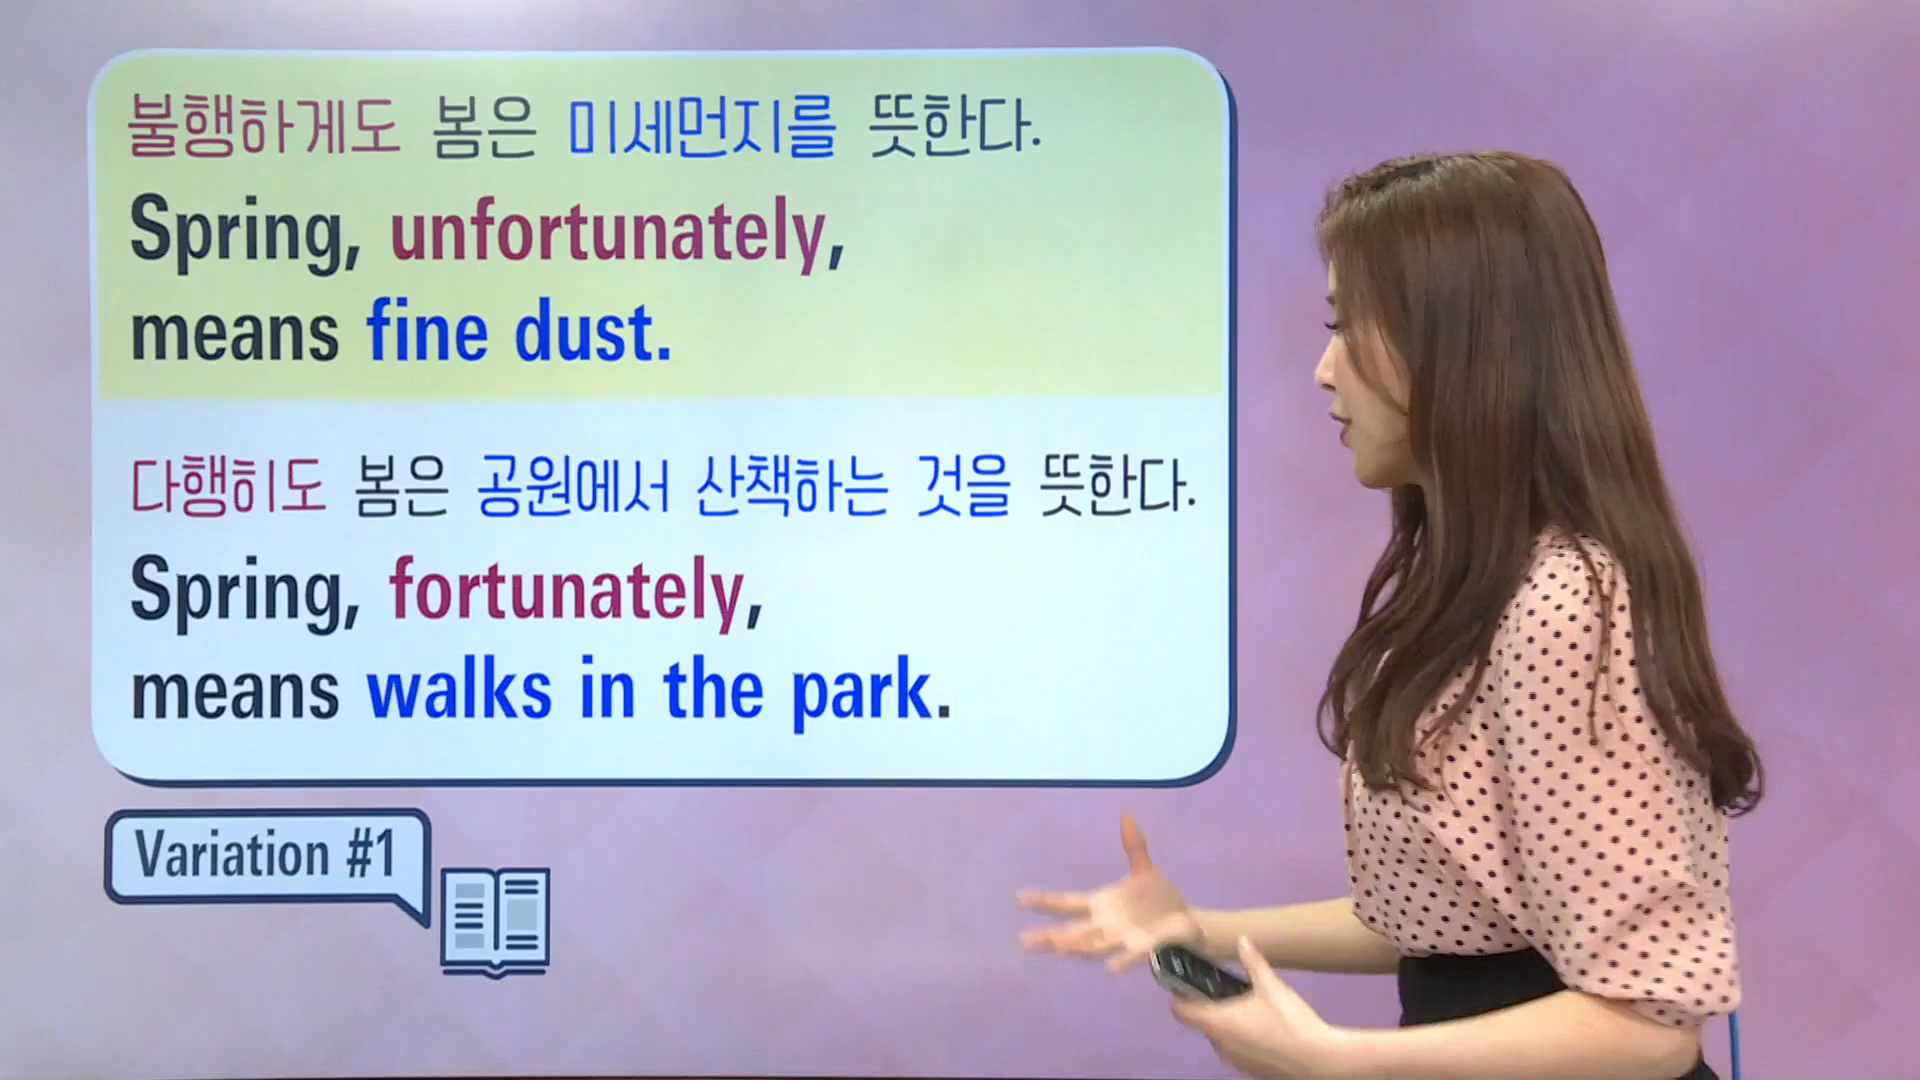 불행하게도 봄은 미세먼지를 뜻한다.
Spring, unfortunately,
means fine dust.
다행히도 봄은 공원에서 산책하는 것을 뜻한다.
Spring, fortunately,
means walks in the park.
Variation #1